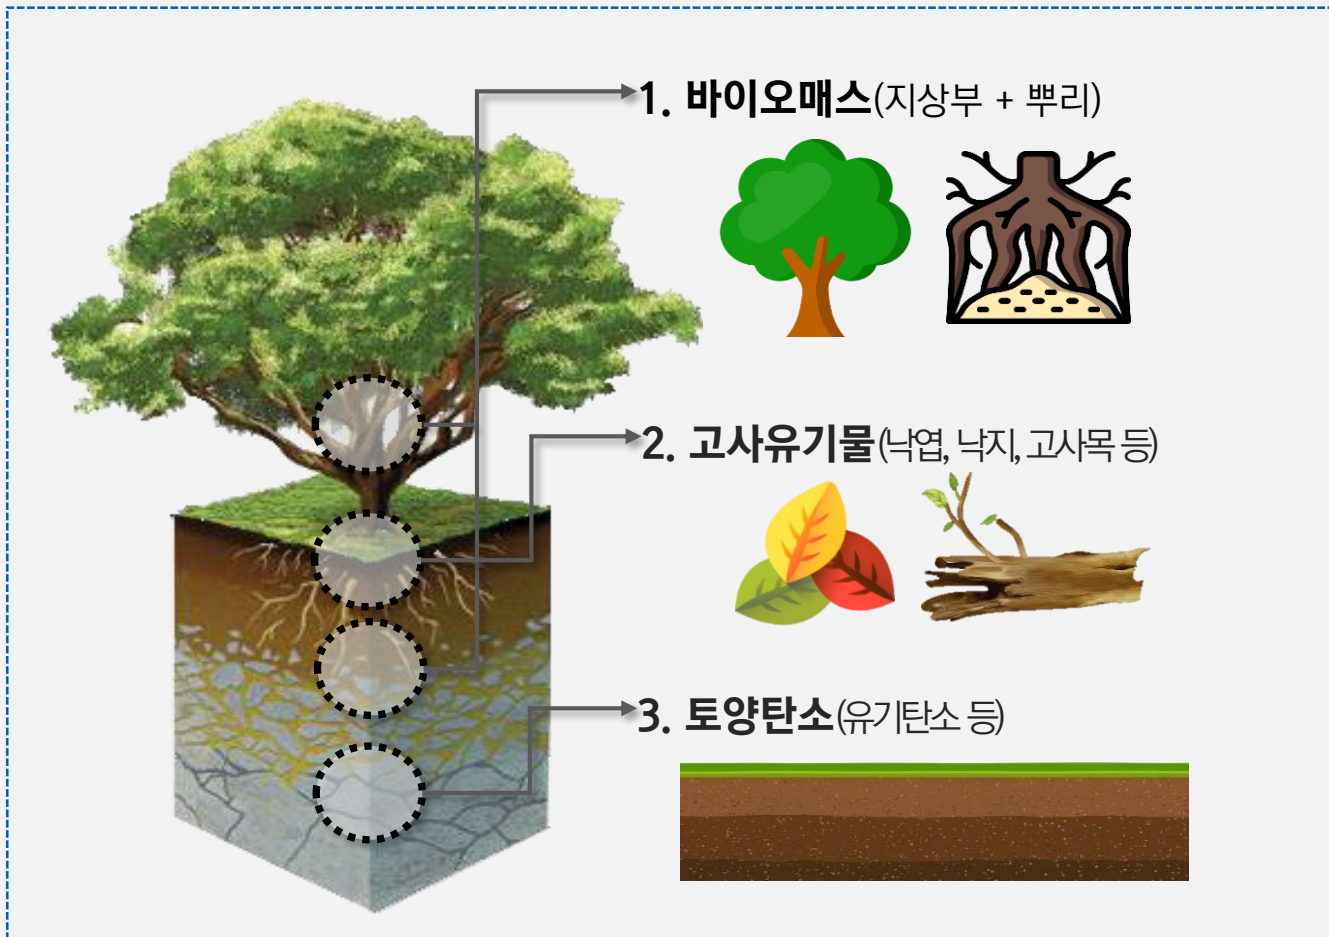 1. 바이오매스(지상부 + 뿌리)
2. 고사유기물(낙엽, 낙지, 고사목 등)
3. 토양탄소(유기탄소 등)